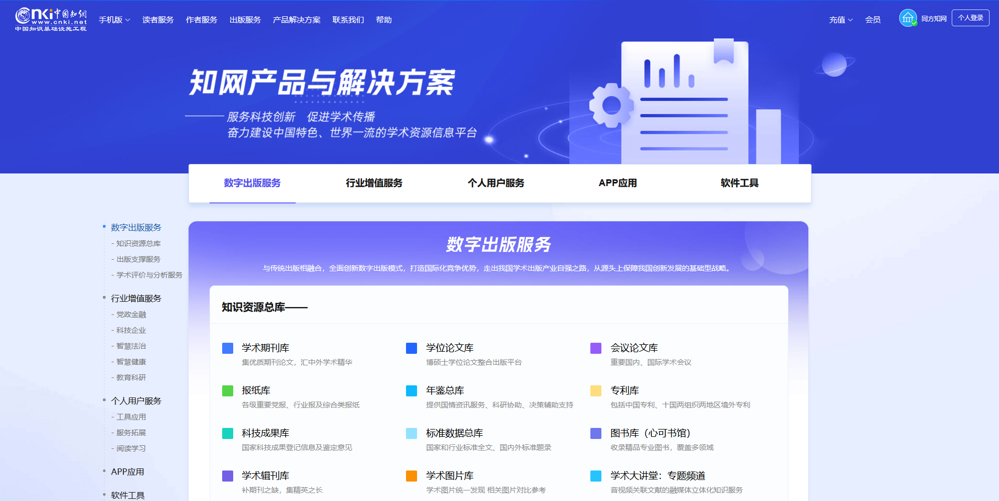 Cnki中国知网
www.cnki.net
中国知识基础设施工程
手机版 读者服务 作者服务 出版服务 产品解决方案 联系我们 帮助
充值 会员 同方知网 个人登录
知网产品与解决方案
服务科技创新 促进学术传播
奋力建设中国特色、世界一流的学术资源信息平台
数字出版服务 行业增值服务 个人用户服务 APP应用 软件工具
数字出版服务
- 知识资源总库
- 出版支撑服务
- 学术评价与分析服务
行业增值服务
- 党政金融
- 科技企业
- 智慧法治
- 智慧健康
- 教育科研
个人用户服务
- 工具应用
- 服务拓展
- 阅读学习
APP应用
软件工具
数字出版服务
与传统出版相融合，全面创新数字出版模式，打造国际化竞争优势，走出我国学术出版产业自强之路，从源头上保障我国创新发展的基础型战略。
知识资源总库——
学术期刊库
集优质期刊论文，汇中外学术精华
学位论文库
博硕士学位论文整合出版平台
会议论文库
重要国内、国际学术会议
报纸库
各级重要党报、行业报及综合类报纸
年鉴总库
提供国情资讯服务、科研协助、决策辅助支持
专利库
包括中国专利、十国两组织两地区境外专利
科技成果库
国家科技成果登记信息及鉴定意见
标准数据总库
国家和行业标准全文、国内外标准题录
图书库（心可书馆）
收录精品专业图书，覆盖多领域
学术辑刊库
补期刊之缺，集精英之长
学术图片库
学术图片统一发现 相关图片对比参考
学术大讲堂：专题频道
音视频关联文献的融媒体立体化知识服务